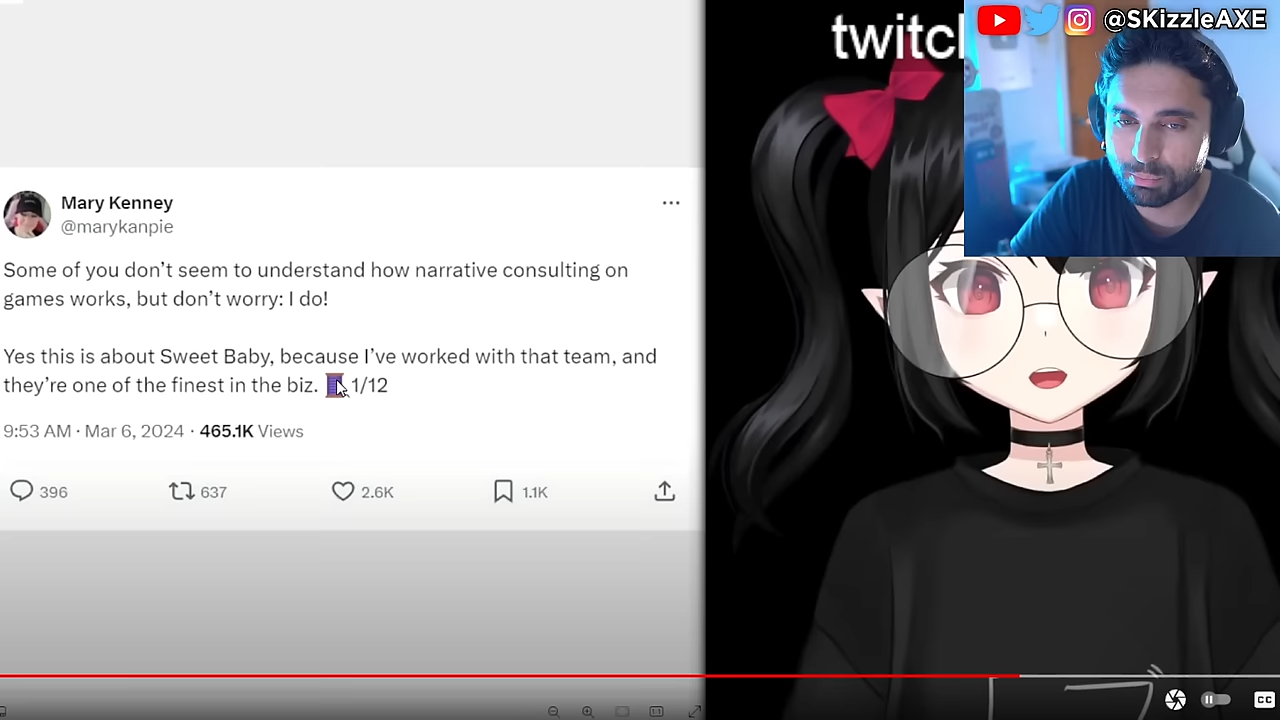 twitc
@SKizzleAXE
Mary Kenney
@marykanpie
Some of you don’t seem to understand how narrative consulting on
games works, but don’t worry: I do!
Yes this is about Sweet Baby, because I’ve worked with that team, and
they’re one of the finest in the biz. 1/12
9:53 AM · Mar 6, 2024 · 465.1K Views
396 637 2.6K 1.1K
CC